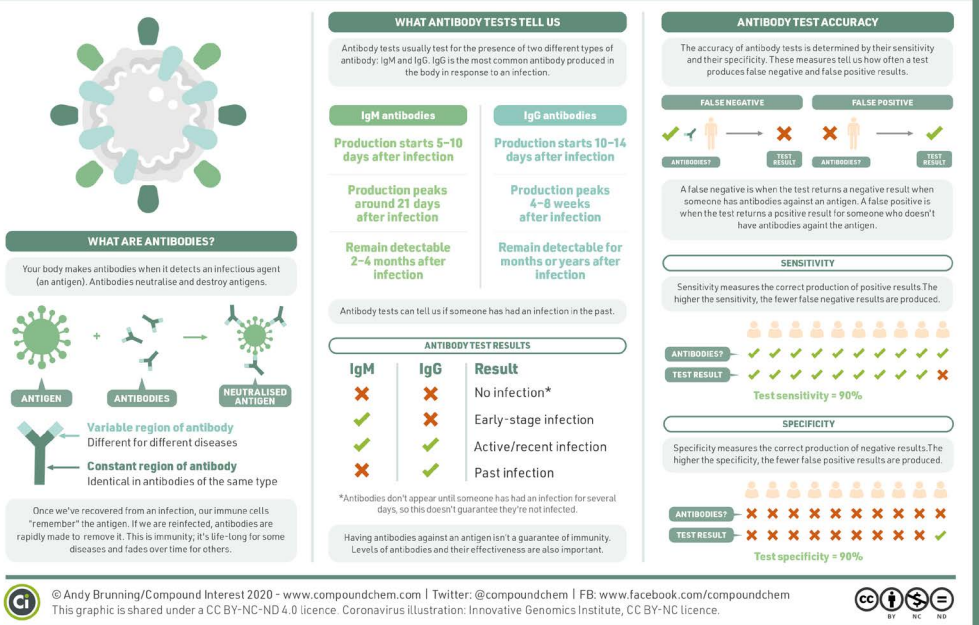 WHAT ARE ANTIBODIES?
Your body makes antibodies when it detects an infectious agent
(an antigen). Antibodies neutralise and destroy antigens.
+
ANTIGEN
ANTIBODIES
NEUTRALISED
ANTIGEN
Variable region of antibody
Different for different diseases
Constant region of antibody
Identical in antibodies of the same type
Once we've recovered from an infection, our immune cells
"remember" the antigen. If we are reinfected, antibodies are
rapidly made to remove it. This is immunity; it's life-long for some
diseases and fades over time for others.
WHAT ANTIBODY TESTS TELL US
Antibody tests usually test for the presence of two different types of
antibody: IgM and IgG. IgG is the most common antibody produced in
the body in response to an infection.
IgM antibodies
Production starts 5–10
days after infection
Production peaks
around 21 days
after infection
Remain detectable
2–4 months after
infection
IgG antibodies
Production starts 10–14
days after infection
Production peaks
4–8 weeks
after infection
Remain detectable for
months or years after
infection
Antibody tests can tell us if someone has had an infection in the past.
ANTIBODY TEST RESULTS
IgM IgG Result
No infection*
Early-stage infection
Active/recent infection
Past infection
*Antibodies don't appear until someone has had an infection for several
days, so this doesn't guarantee they're not infected.
Having antibodies against an antigen isn't a guarantee of immunity.
Levels of antibodies and their effectiveness are also important.
ANTIBODY TEST ACCURACY
The accuracy of antibody tests is determined by their sensitivity
and their specificity. These measures tell us how often a test
produces false negative and false positive results.
FALSE NEGATIVE
ANTIBODIES?
TEST
RESULT
FALSE POSITIVE
ANTIBODIES?
TEST
RESULT
A false negative is when the test returns a negative result when
someone has antibodies against an antigen. A false positive is
when the test returns a positive result for someone who doesn't
have antibodies againt the antigen.
SENSITIVITY
Sensitivity measures the correct production of positive results.The
higher the sensitivity, the fewer false negative results are produced.
ANTIBODIES?
TEST RESULT
Test sensitivity = 90%
SPECIFICITY
Specificity measures the correct production of negative results.The
higher the specificity, the fewer false positive results are produced.
ANTIBODIES?
TEST RESULT
Test specificity = 90%
Ci
© Andy Brunning/Compound Interest 2020 - www.compoundchem.com | Twitter: @compoundchem | FB: www.facebook.com/compoundchem
This graphic is shared under a CC BY-NC-ND 4.0 licence. Coronavirus illustration: Innovative Genomics Institute, CC BY-NC licence.
cc
BY NC ND